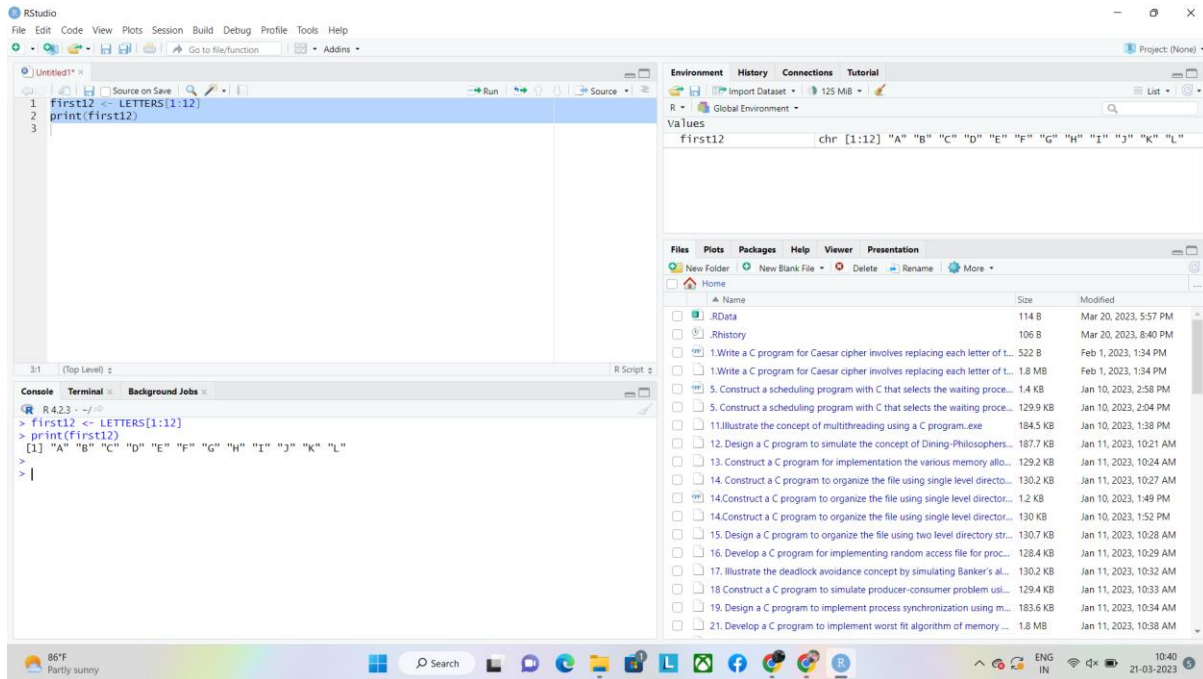 RStudio
File Edit Code View Plots Session Build Debug Profile Tools Help
Go to file/function Addins
Project: (None)
Untitled1*
Source on Save Run Source
1 first12 <- LETTERS[1:12]
2 print(first12)
3
3:1 (Top Level) R Script
Console Terminal Background Jobs
R 4.2.3 · ~/
> first12 <- LETTERS[1:12]
> print(first12)
[1] "A" "B" "C" "D" "E" "F" "G" "H" "I" "J" "K" "L"
>
>
Environment History Connections Tutorial
Import Dataset 125 MiB List
R Global Environment
Values
first12 chr [1:12] "A" "B" "C" "D" "E" "F" "G" "H" "I" "J" "K" "L"
Files Plots Packages Help Viewer Presentation
New Folder New Blank File Delete Rename More
Home
Name Size Modified
.RData 114 B Mar 20, 2023, 5:57 PM
.Rhistory 106 B Mar 20, 2023, 8:40 PM
1.Write a C program for Caesar cipher involves replacing each letter of t... 522 B Feb 1, 2023, 1:34 PM
1.Write a C program for Caesar cipher involves replacing each letter of t... 1.8 MB Feb 1, 2023, 1:34 PM
5. Construct a scheduling program with C that selects the waiting proce... 1.4 KB Jan 10, 2023, 2:58 PM
5. Construct a scheduling program with C that selects the waiting proce... 129.9 KB Jan 10, 2023, 2:04 PM
11.Illustrate the concept of multithreading using a C program..exe 184.5 KB Jan 10, 2023, 1:38 PM
12. Design a C program to simulate the concept of Dining-Philosophers... 187.7 KB Jan 11, 2023, 10:21 AM
13. Construct a C program for implementation the various memory allo... 129.2 KB Jan 11, 2023, 10:24 AM
14. Construct a C program to organize the file using single level directo... 130.2 KB Jan 11, 2023, 10:27 AM
14.Construct a C program to organize the file using single level director... 1.2 KB Jan 10, 2023, 1:49 PM
14.Construct a C program to organize the file using single level director... 130 KB Jan 10, 2023, 1:52 PM
15. Design a C program to organize the file using two level directory str... 130.7 KB Jan 11, 2023, 10:28 AM
16. Develop a C program for implementing random access file for proc... 128.4 KB Jan 11, 2023, 10:29 AM
17. Illustrate the deadlock avoidance concept by simulating Banker's al... 130.2 KB Jan 11, 2023, 10:32 AM
18 Construct a C program to simulate producer-consumer problem usi... 129.4 KB Jan 11, 2023, 10:33 AM
19. Design a C program to implement process synchronization using m... 183.6 KB Jan 11, 2023, 10:34 AM
21. Develop a C program to implement worst fit algorithm of memory ... 1.8 MB Jan 11, 2023, 10:38 AM
86°F
Partly sunny
Search
ENG
IN
10:40
21-03-2023
5